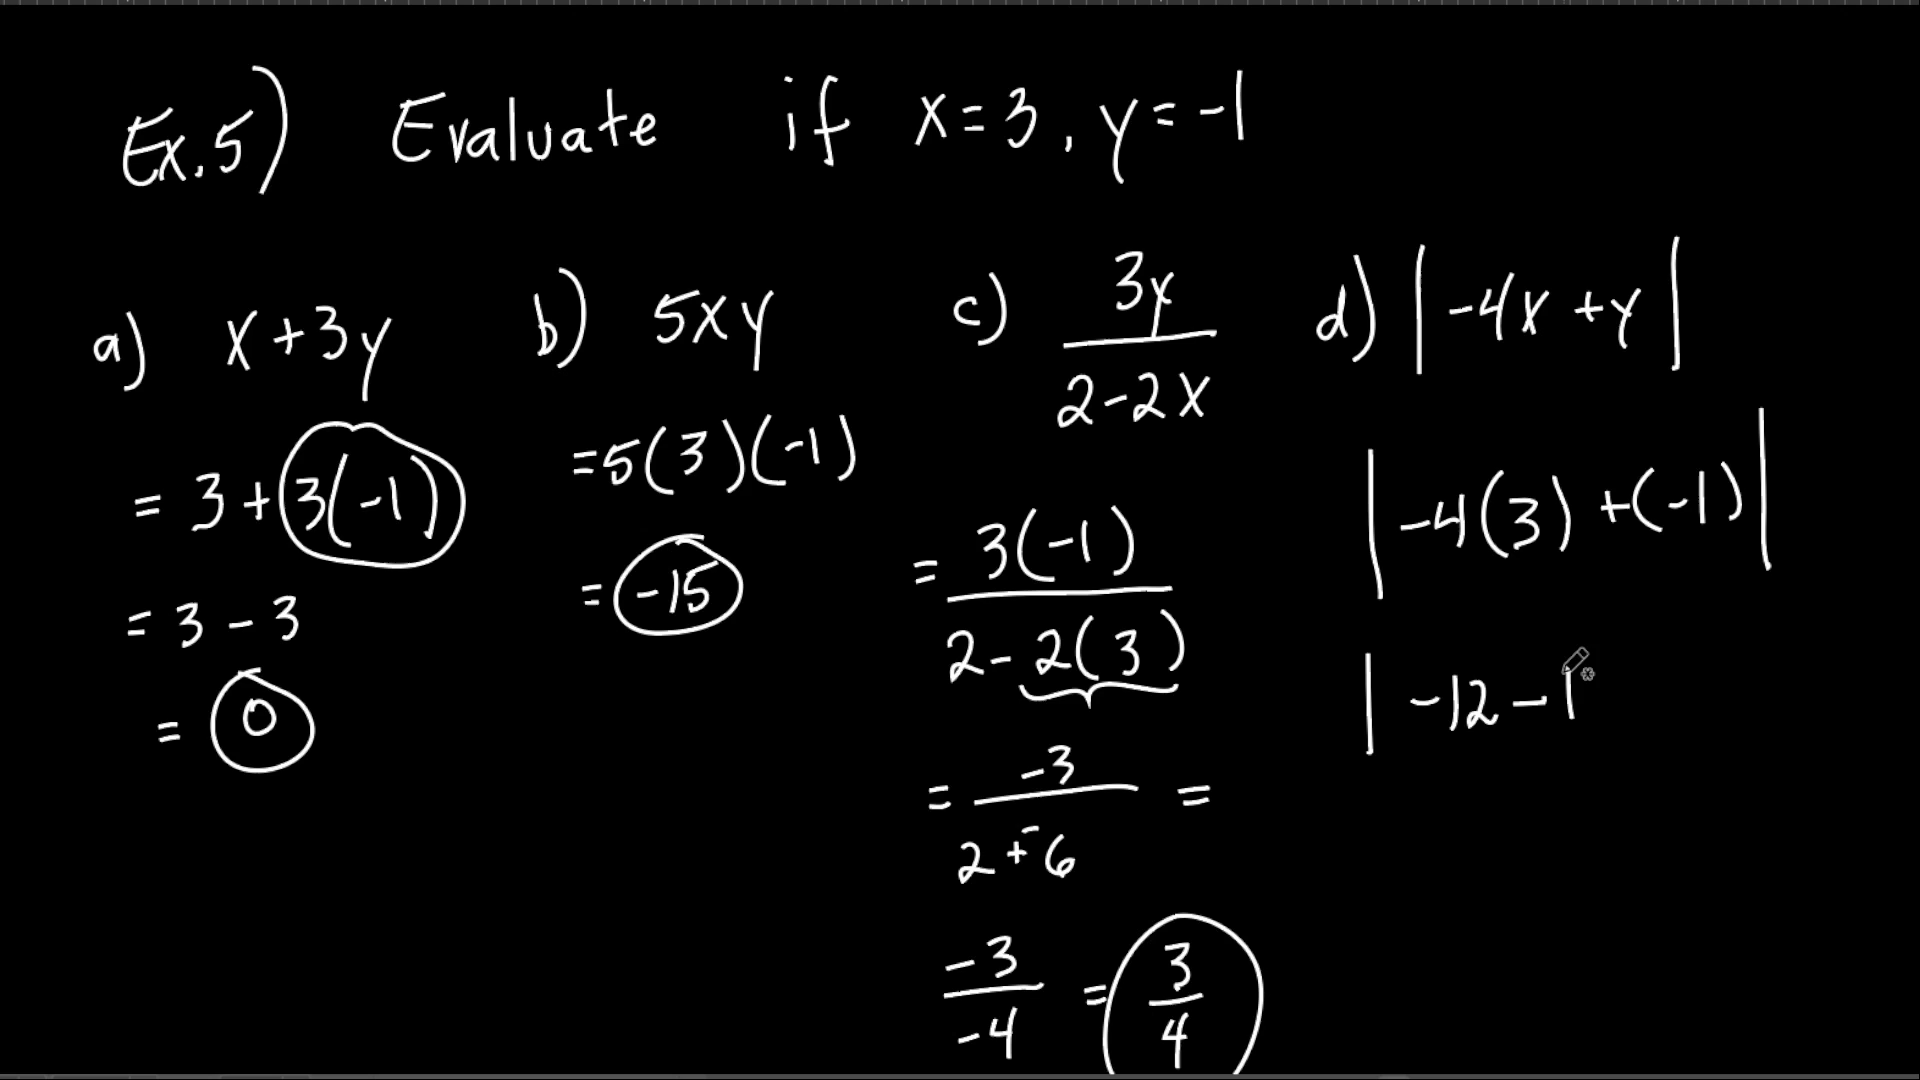 Ex.5) Evaluate if x=3, y=-1
a) x+3y
= 3+3(-1)
= 3-3
= 0
b) 5xy
=5(3)(-1)
= -15
c) 3y
2-2x
= 3(-1)
2-2(3)
= -3 =
2+-6
-3 = 3
-4 4
d) |-4x+y|
|-4(3)+(-1)|
|-12-1